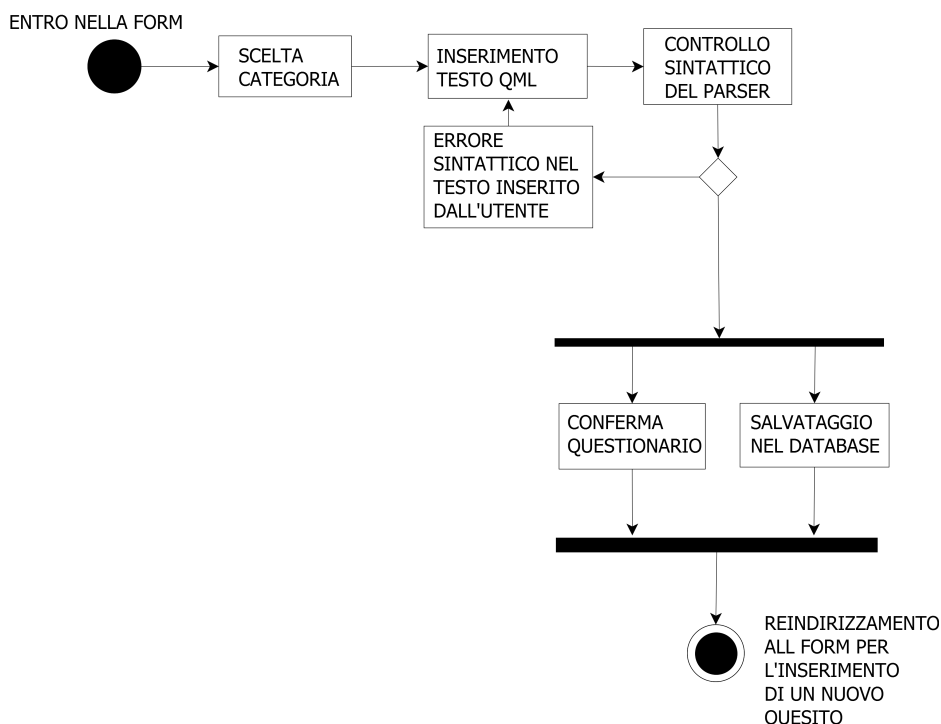 ENTRO NELLA FORM
SCELTA
CATEGORIA
INSERIMENTO
TESTO QML
CONTROLLO
SINTATTICO
DEL PARSER
ERRORE
SINTATTICO NEL
TESTO INSERITO
DALL'UTENTE
CONFERMA
QUESTIONARIO
SALVATAGGIO
NEL DATABASE
REINDIRIZZAMENTO
ALL FORM PER
L'INSERIMENTO
DI UN NUOVO
QUESITO